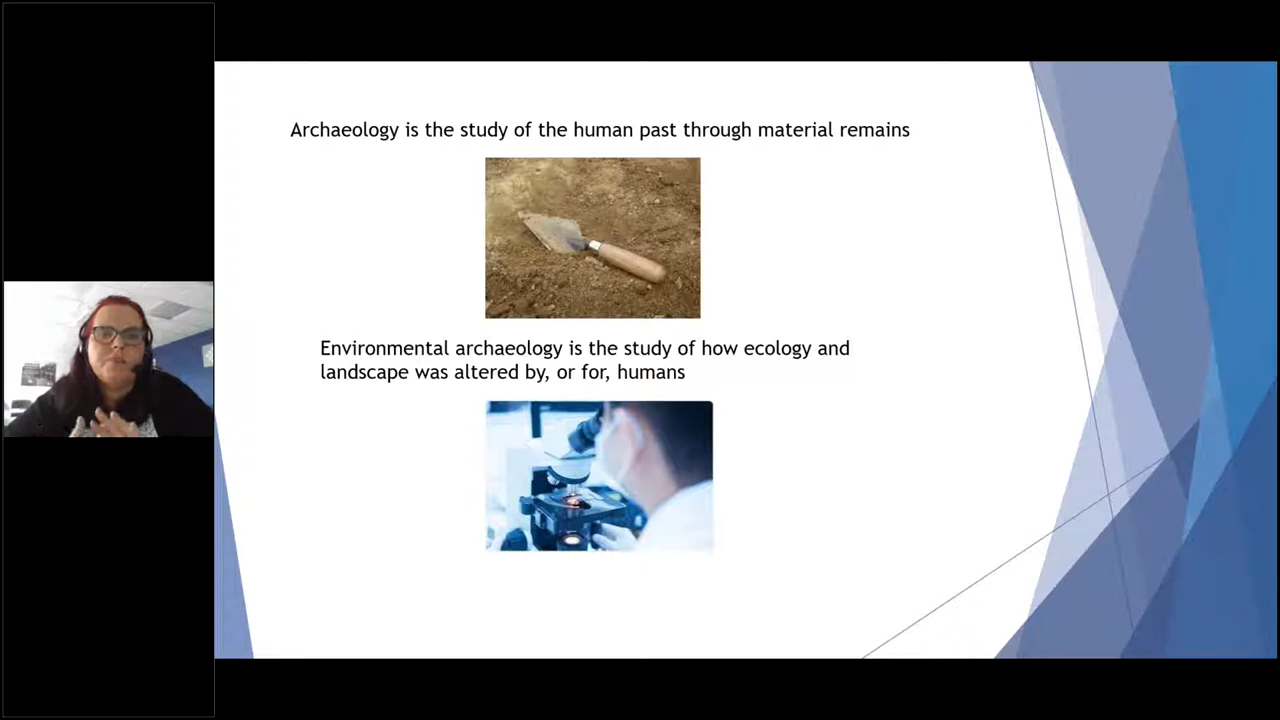 Archaeology is the study of the human past through material remains
Environmental archaeology is the study of how ecology and
landscape was altered by, or for, humans